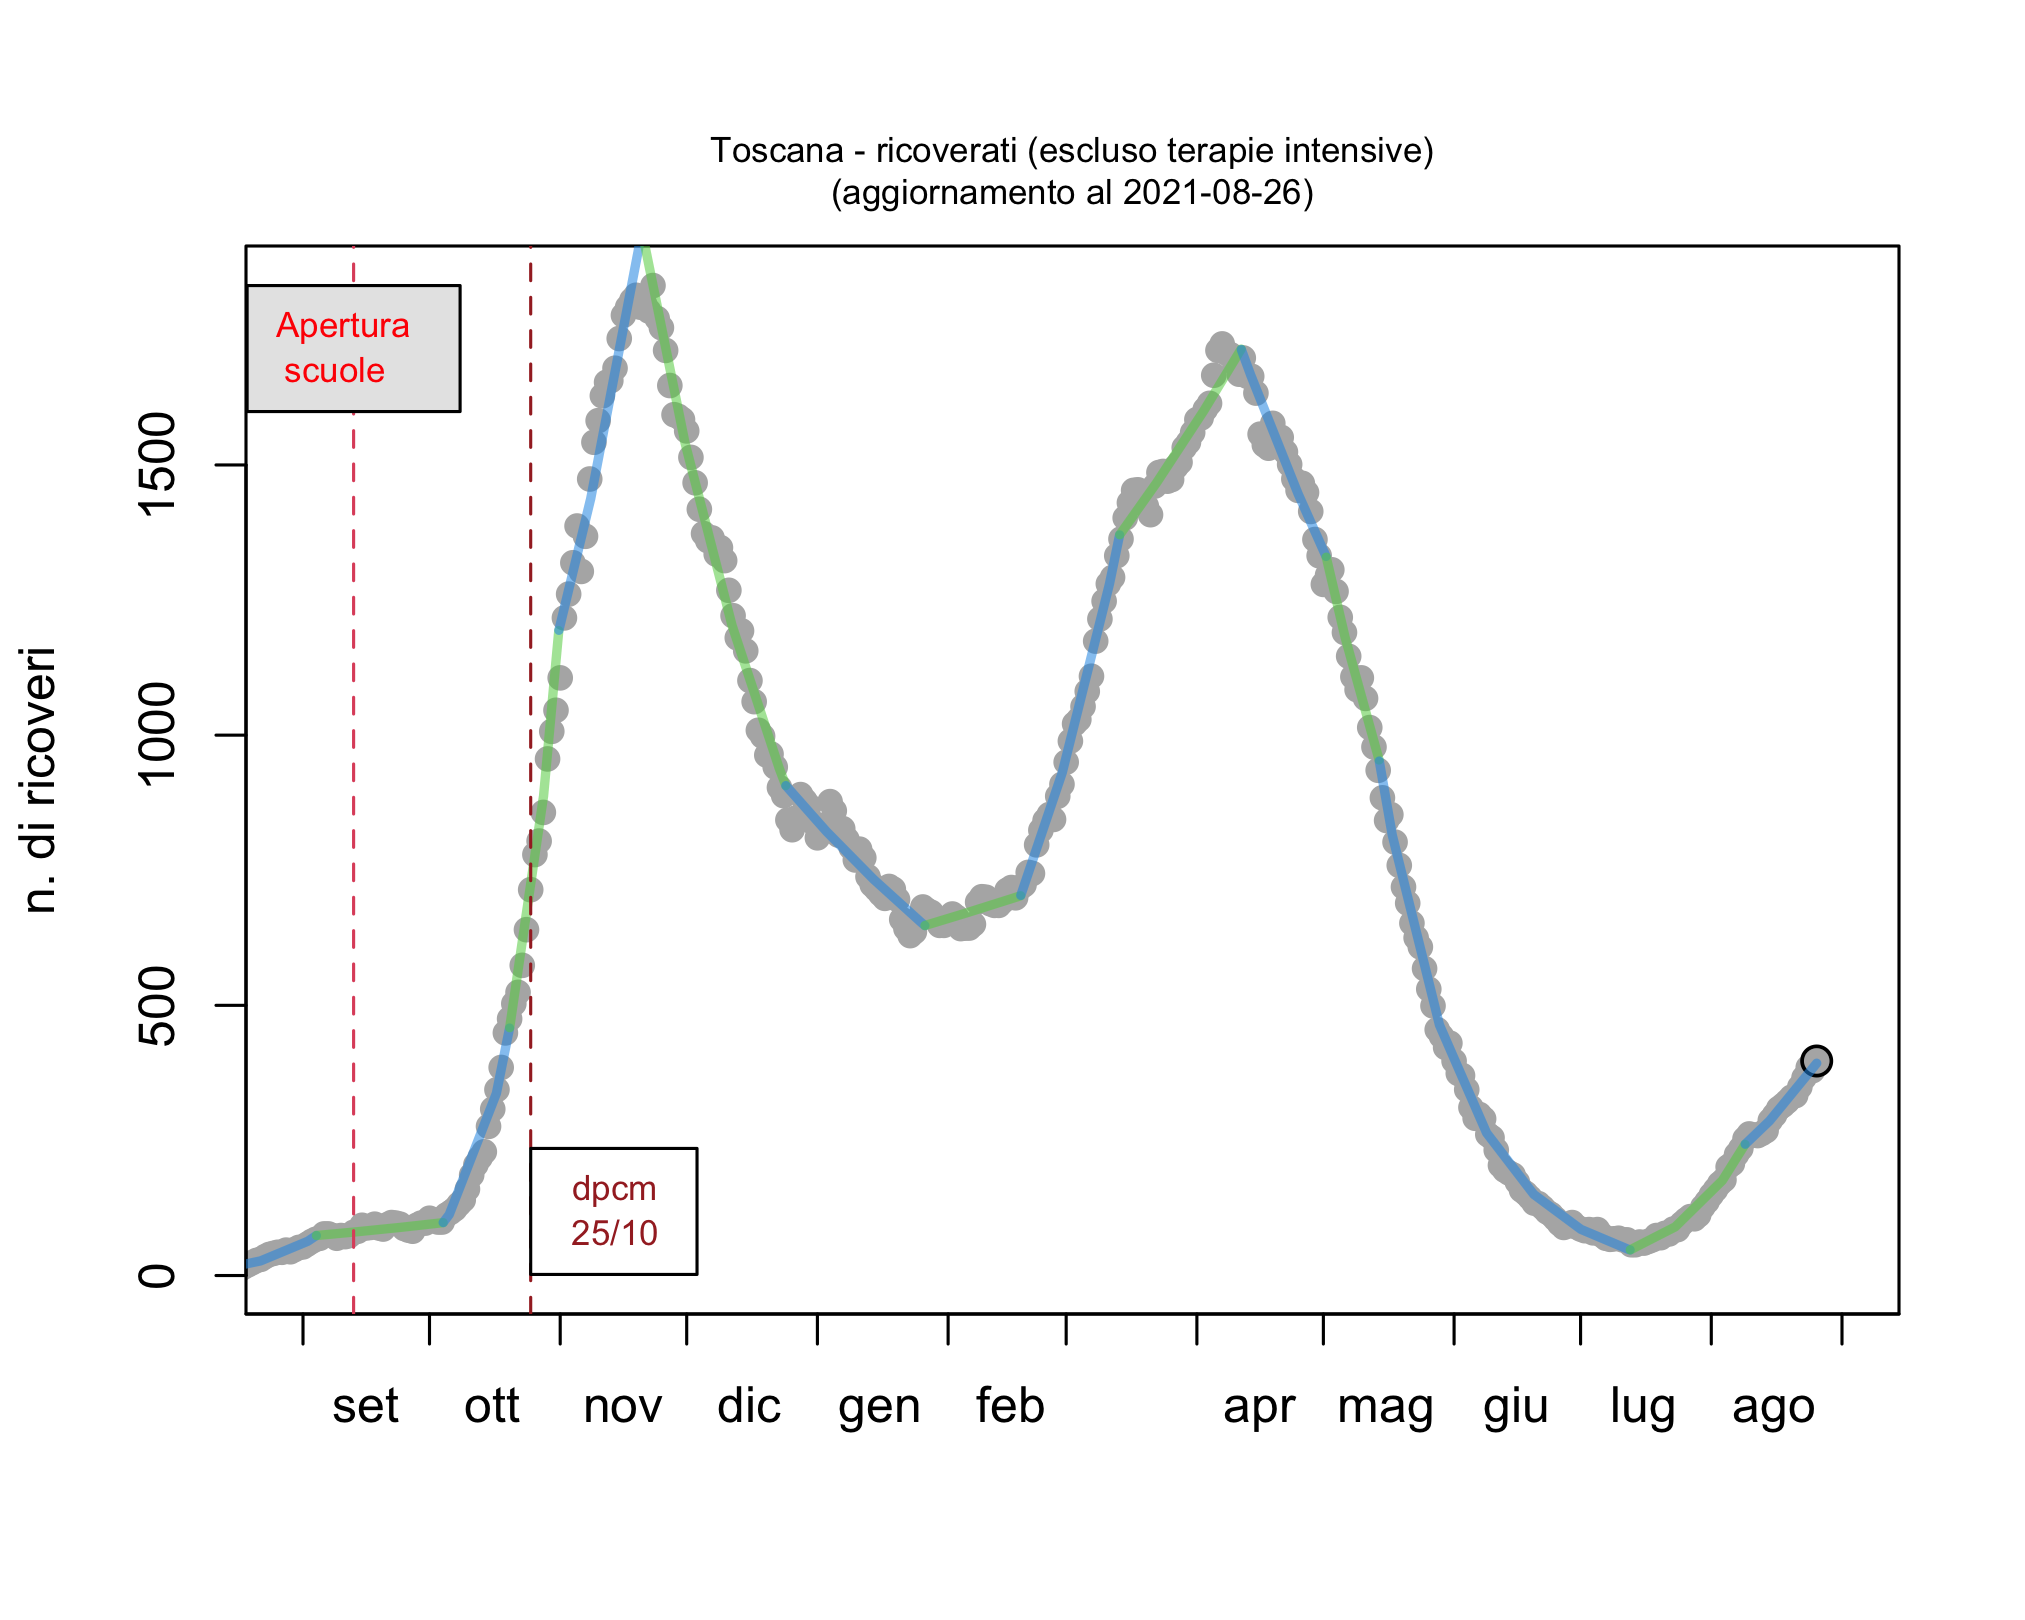 Toscana - ricoverati (escluso terapie intensive)
(aggiornamento al 2021-08-26)
Apertura
scuole
dpcm
25/10
n. di ricoveri
1500
1000
500
0
set ott nov dic gen feb apr mag giu lug ago